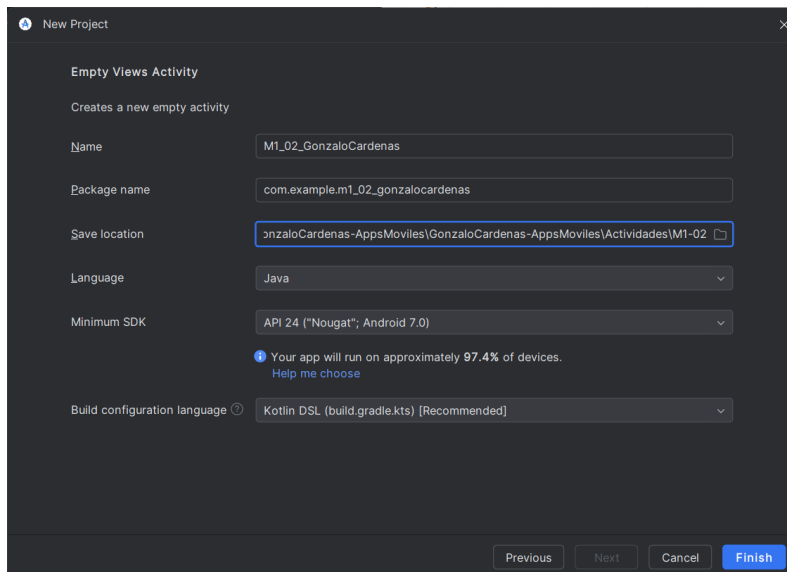 New Project
Empty Views Activity
Creates a new empty activity
Name M1_02_GonzaloCardenas
Package name com.example.m1_02_gonzalocardenas
Save location onzaloCardenas-AppsMoviles\GonzaloCardenas-AppsMoviles\Actividades\M1-02
Language Java
Minimum SDK API 24 ("Nougat"; Android 7.0)
Your app will run on approximately 97.4% of devices.
Help me choose
Build configuration language ? Kotlin DSL (build.gradle.kts) [Recommended]
Previous Next Cancel Finish